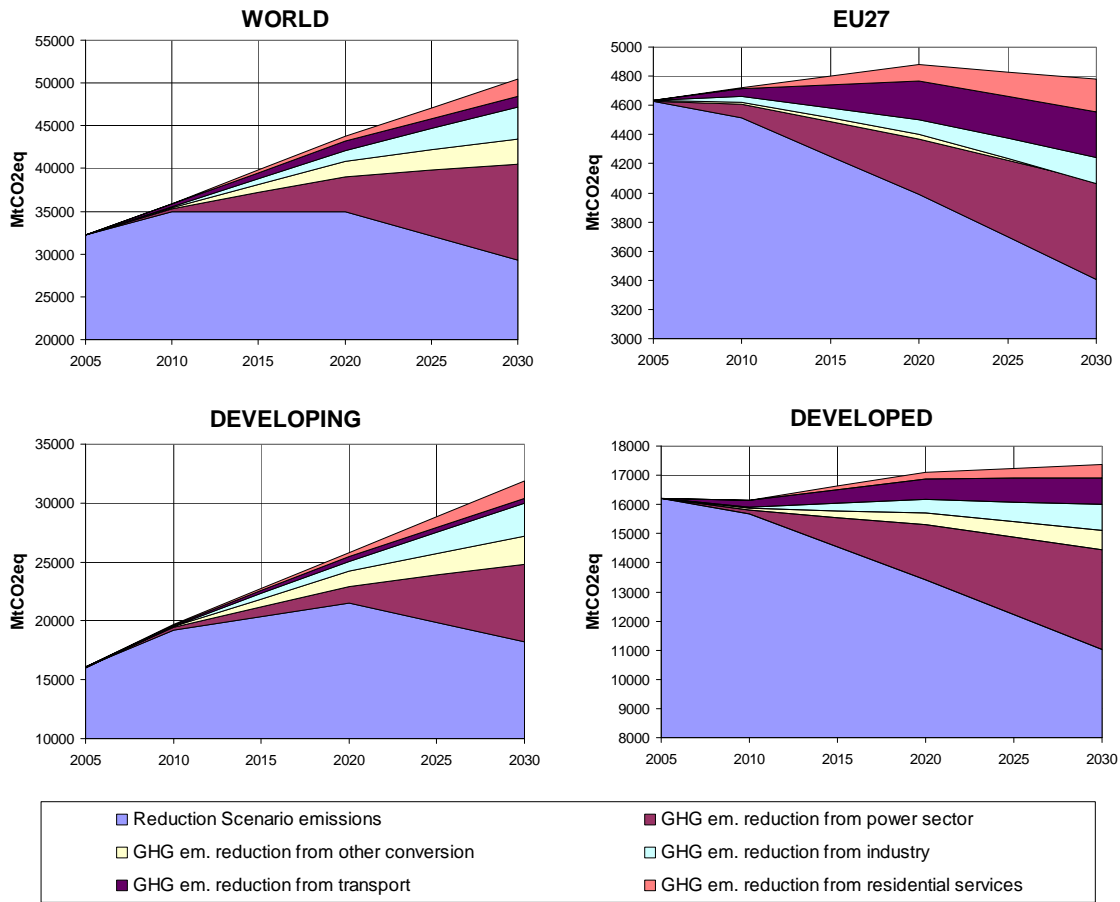 WORLD
55000
50000
45000
40000
35000
30000
25000
20000
MtCO2eq
2005 2010 2015 2020 2025 2030
EU27
5000
4800
4600
4400
4200
4000
3800
3600
3400
3200
3000
MtCO2eq
2005 2010 2015 2020 2025 2030
DEVELOPING
35000
30000
25000
20000
15000
10000
MtCO2eq
2005 2010 2015 2020 2025 2030
DEVELOPED
18000
17000
16000
15000
14000
13000
12000
11000
10000
9000
8000
MtCO2eq
2005 2010 2015 2020 2025 2030
Reduction Scenario emissions GHG em. reduction from power sector
GHG em. reduction from other conversion GHG em. reduction from industry
GHG em. reduction from transport GHG em. reduction from residential services